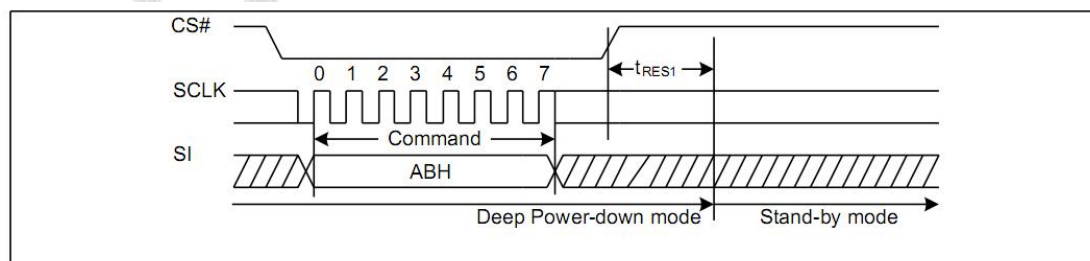 CS#
tRES1
0 1 2 3 4 5 6 7
SCLK
Command
SI
ABH
Deep Power-down mode Stand-by mode